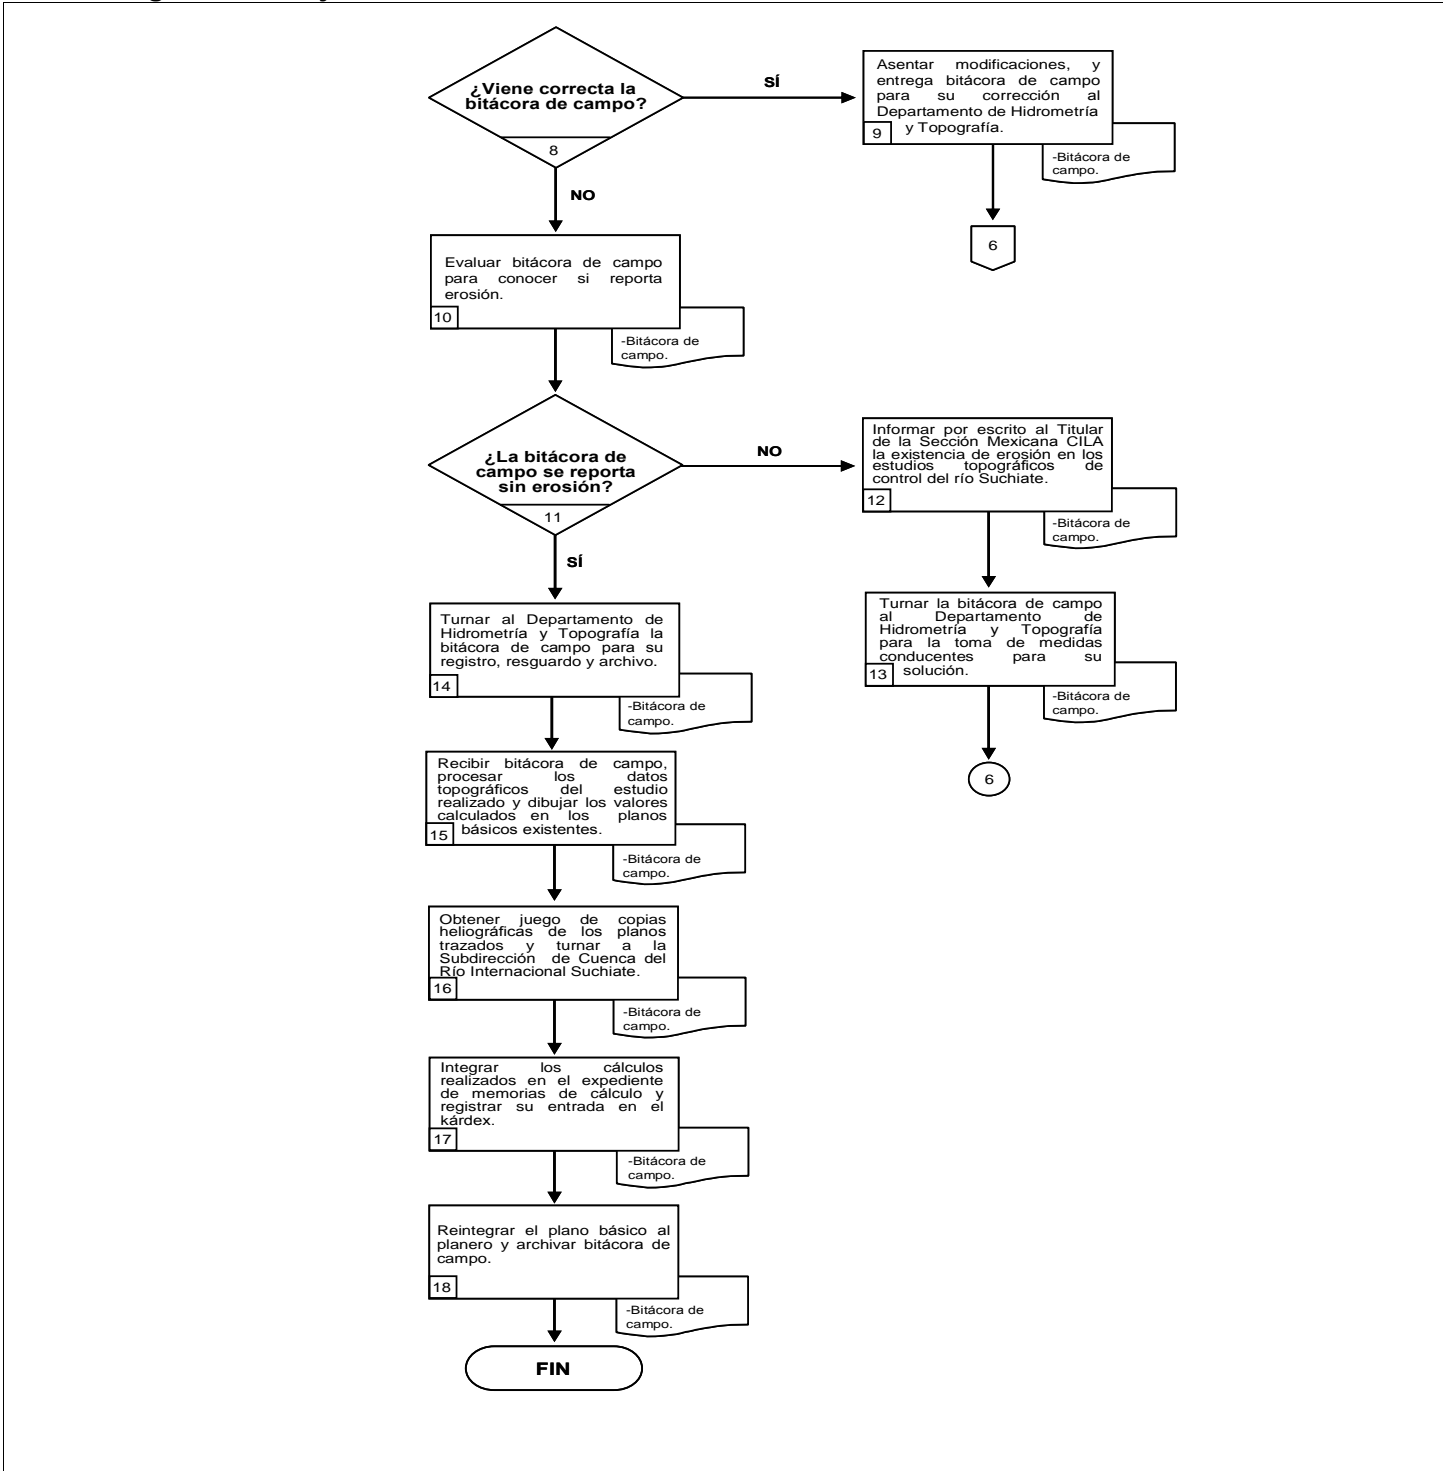 ¿Viene correcta la
bitácora de campo?
8
SÍ
Asentar modificaciones, y
entrega bitácora de campo
para su corrección al
Departamento de Hidrometría
y Topografía.
9
-Bitácora de
campo.
6
NO
Evaluar bitácora de campo
para conocer si reporta
erosión.
10
-Bitácora de
campo.
¿La bitácora de
campo se reporta
sin erosión?
11
NO
Informar por escrito al Titular
de la Sección Mexicana CILA
la existencia de erosión en los
estudios topográficos de
control del río Suchiate.
12
-Bitácora de
campo.
Turnar la bitácora de campo
al Departamento de
Hidrometría y Topografía
para la toma de medidas
conducentes para su
solución.
13
-Bitácora de
campo.
6
SÍ
Turnar al Departamento de
Hidrometría y Topografía la
bitácora de campo para su
registro, resguardo y archivo.
14
-Bitácora de
campo.
Recibir bitácora de campo,
procesar los datos
topográficos del estudio
realizado y dibujar los valores
calculados en los planos
básicos existentes.
15
-Bitácora de
campo.
Obtener juego de copias
heliográficas de los planos
trazados y turnar a la
Subdirección de Cuenca del
Río Internacional Suchiate.
16
-Bitácora de
campo.
Integrar los cálculos
realizados en el expediente
de memorias de cálculo y
registrar su entrada en el
kárdex.
17
-Bitácora de
campo.
Reintegrar el plano básico al
planero y archivar bitácora de
campo.
18
-Bitácora de
campo.
FIN